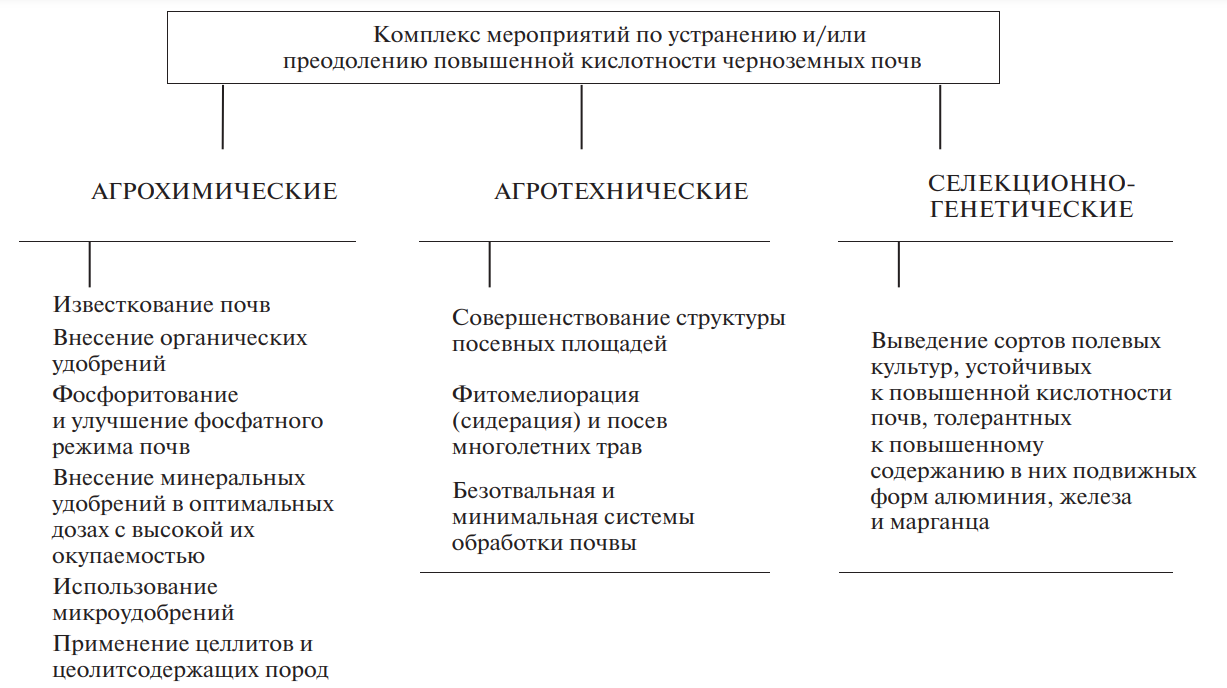 Комплекс мероприятий по устранению и/или
преодолению повышенной кислотности черноземных почв
АГРОХИМИЧЕСКИЕ
Известкование почв
Внесение органических
удобрений
Фосфоритование
и улучшение фосфатного
режима почв
Внесение минеральных
удобрений в оптимальных
дозах с высокой их
окупаемостью
Использование
микроудобрений
Применение целлитов и
цеолитсодержащих пород
АГРОТЕХНИЧЕСКИЕ
Совершенствование структуры
посевных площадей
Фитомелиорация
(сидерация) и посев
многолетних трав
Безотвальная и
минимальная системы
обработки почвы
СЕЛЕКЦИОННО-
ГЕНЕТИЧЕСКИЕ
Выведение сортов полевых
культур, устойчивых
к повышенной кислотности
почв, толерантных
к повышенному
содержанию в них подвижных
форм алюминия, железа
и марганца